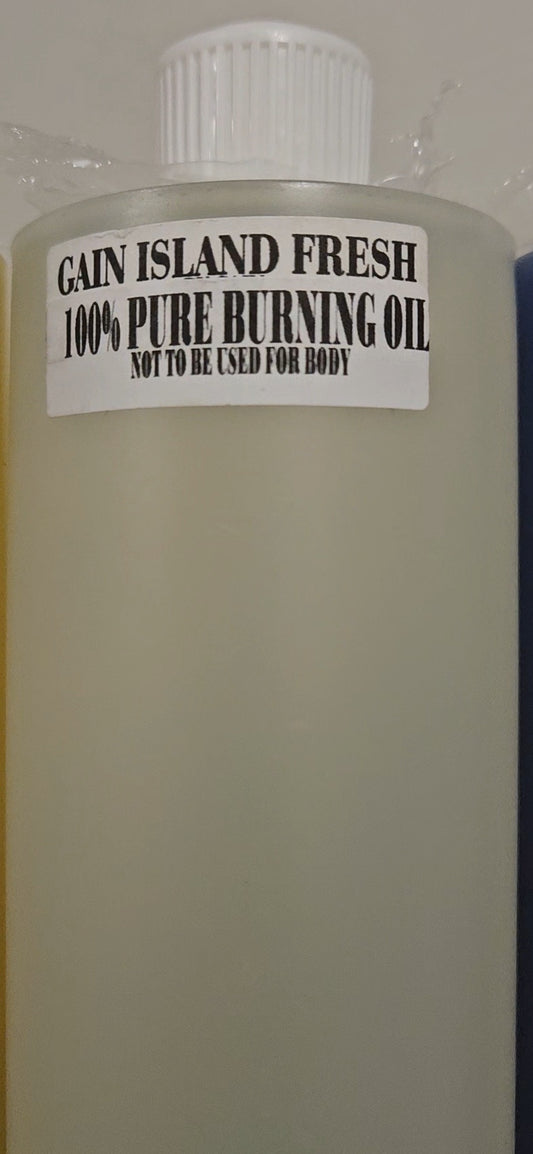 GAIN ISLAND FRESH
100% PURE BURNING OIL
NOT TO BE USED FOR BODY